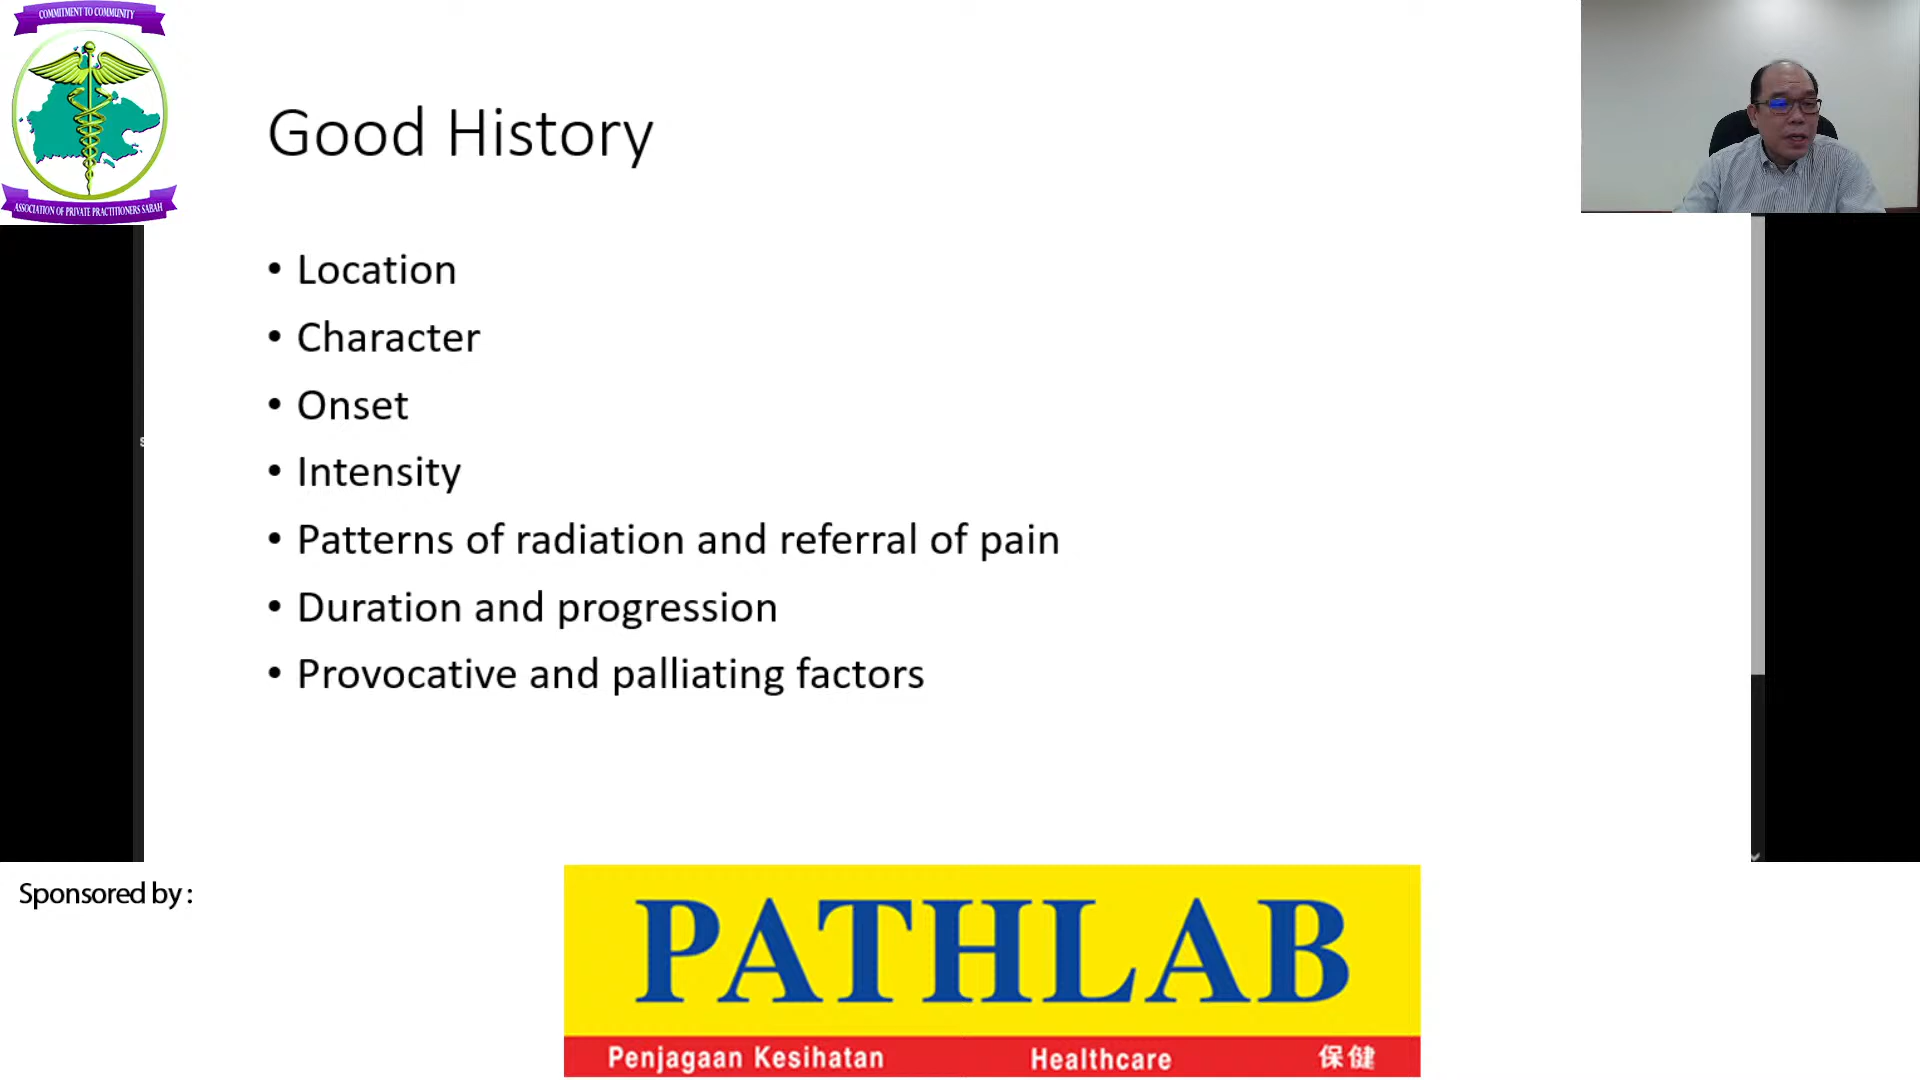 COMMITMENT TO COMMUNITY
ASSOCIATION OF PRIVATE PRACTITIONERS SABAH
Good History
• Location
• Character
• Onset
• Intensity
• Patterns of radiation and referral of pain
• Duration and progression
• Provocative and palliating factors
Sponsored by :
PATHLAB
Penjagaan Kesihatan Healthcare 保健